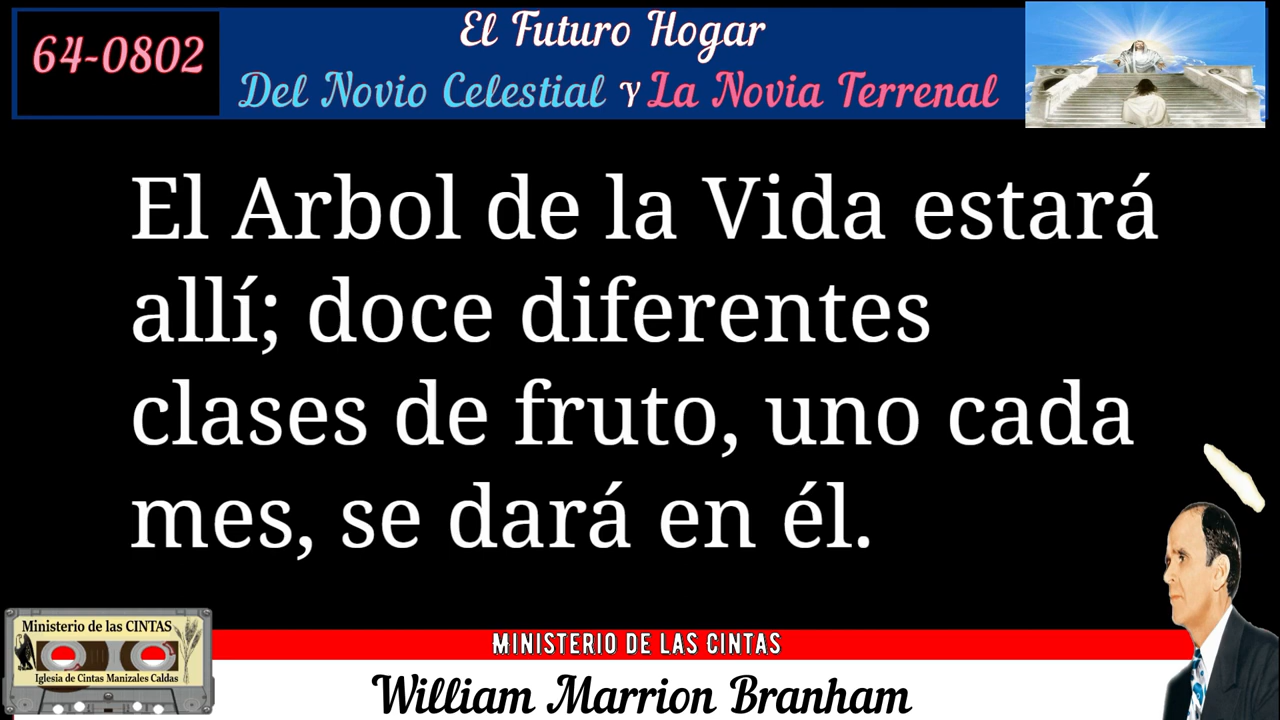 64-0802
El Futuro Hogar
Del Novio Celestial Y La Novia Terrenal
El Arbol de la Vida estará
allí; doce diferentes
clases de fruto, uno cada
mes, se dará en él.
Ministerio de las CINTAS
Iglesia de Cintas Manizales Caldas
MINISTERIO DE LAS CINTAS
William Marrion Branham